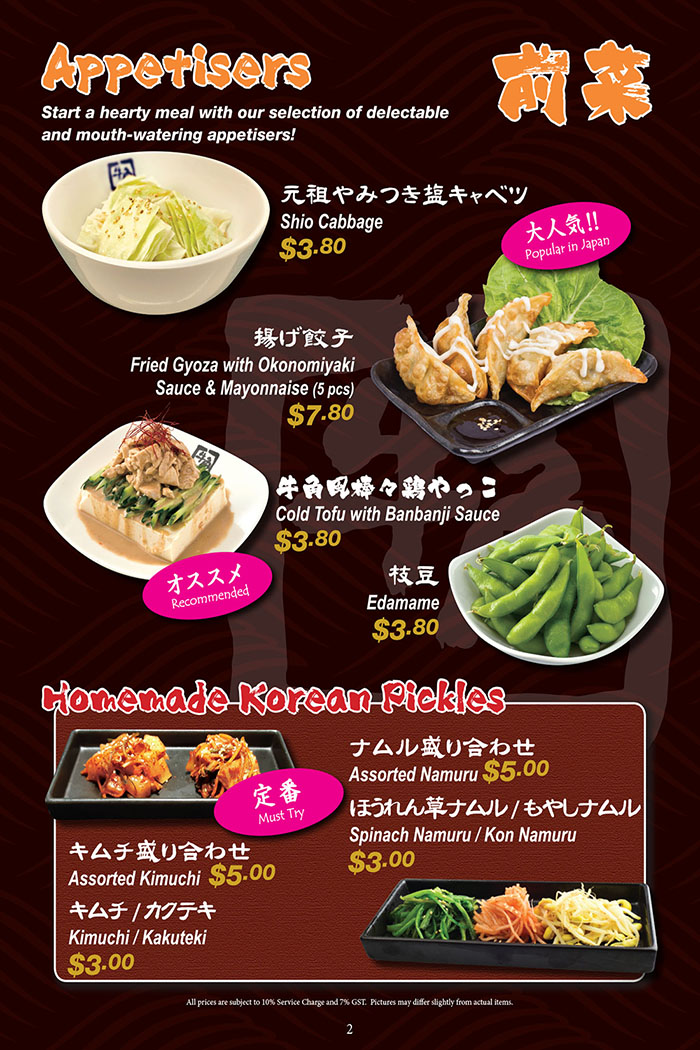 Appetisers
前菜
Start a hearty meal with our selection of delectable
and mouth-watering appetisers!
元祖やみつき塩キャベツ
Shio Cabbage
$3.80
大人気!!
Popular in Japan
揚げ餃子
Fried Gyoza with Okonomiyaki
Sauce & Mayonnaise (5 pcs)
$7.80
牛角風棒々鶏やっこ
Cold Tofu with Banbanji Sauce
$3.80
オススメ
Recommended
枝豆
Edamame
$3.80
Homemade Korean Pickles
定番
Must Try
キムチ盛り合わせ
Assorted Kimuchi $5.00
キムチ / カクテキ
Kimuchi / Kakuteki
$3.00
ナムル盛り合わせ
Assorted Namuru $5.00
ほうれん草ナムル / もやしナムル
Spinach Namuru / Kon Namuru
$3.00
All prices are subject to 10% Service Charge and 7% GST. Pictures may differ slightly from actual items.
2